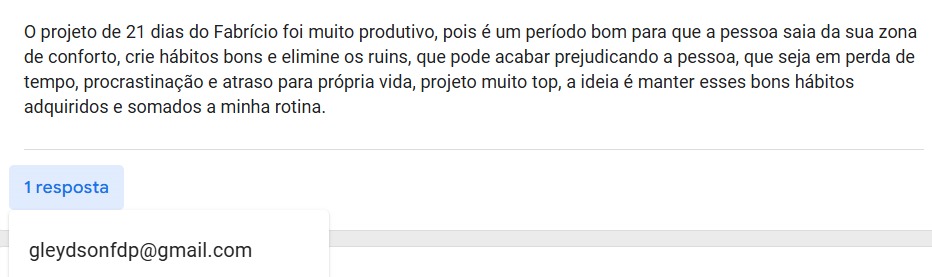 O projeto de 21 dias do Fabrício foi muito produtivo, pois é um período bom para que a pessoa saia da sua zona
de conforto, crie hábitos bons e elimine os ruins, que pode acabar prejudicando a pessoa, que seja em perda de
tempo, procrastinação e atraso para própria vida, projeto muito top, a ideia é manter esses bons hábitos
adquiridos e somados a minha rotina.
1 resposta
gleydsonfdp@gmail.com